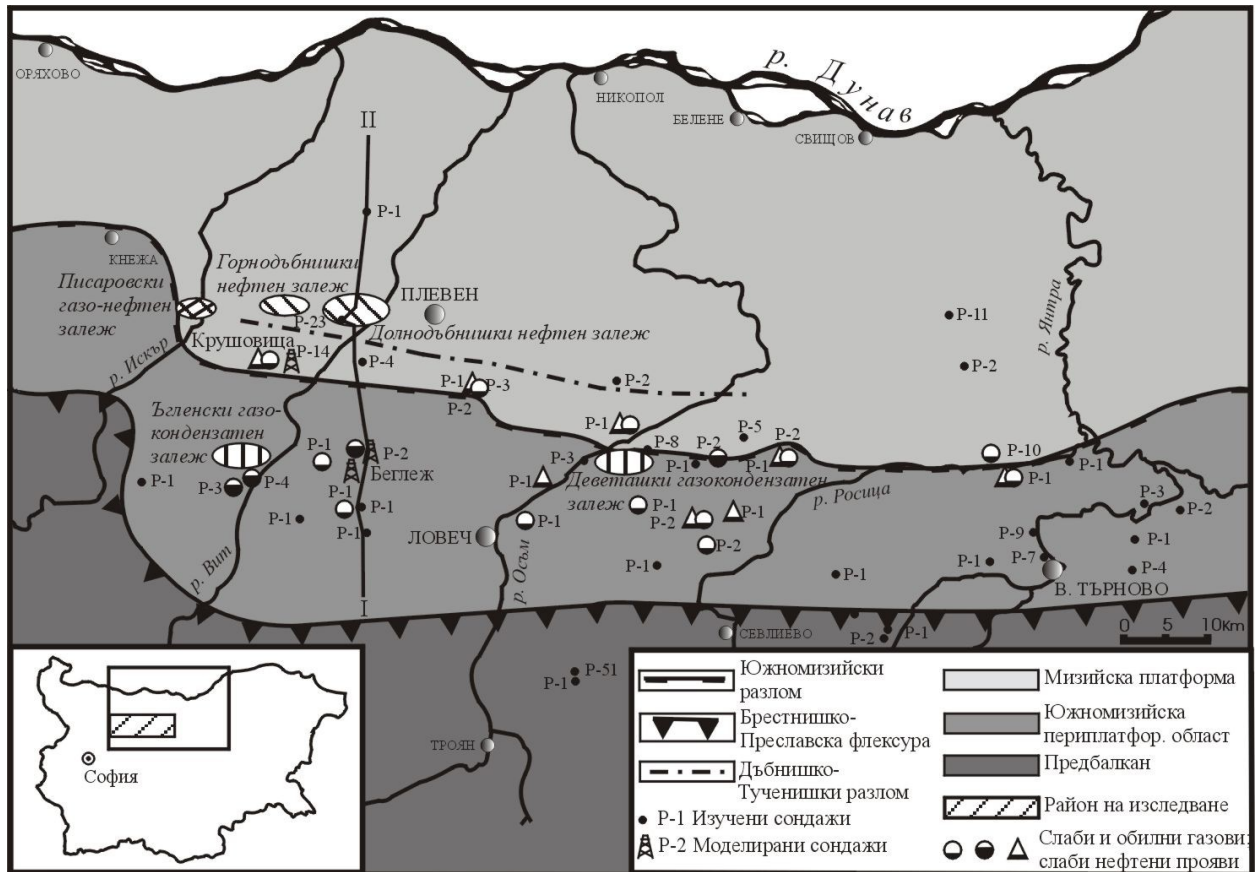 ОРЯХОВО
НИКОПОЛ
р. Дунав
БЕЛЕНЕ
СВИЩОВ
II
Р-1
КНЕЖА
Писаровски
газо-нефтен
залеж
Горнодъбнишки
нефтен залеж
ПЛЕВЕН
Р-23
Долнодъбнишки нефтен залеж
Р-11
р. Янтра
Крушовица
Р-14
Р-4
Р-2
р. Искър
Р-1
Р-3
Р-2
Р-2
Р-1
Р-5
Ъгленски газо-
кондензатен
залеж
Р-1
Р-2
Беглеж
Р-8
Р-2
Р-2
Р-10
Р-3
Р-1
Р-1
Р-1
Р-1
Р-1
Р-3
Р-4
Р-1
Р-1
Деветашки газокондензатен
залеж
р. Росица
Р-3
Р-2
Р-1
Р-1
Р-1
Р-1
Р-1
Р-2
Р-1
Р-9
Р-1
ЛОВЕЧ
Р-2
Р-7
Р-1
Р-1
Р-1
Р-4
р. Вит
р. Осъм
В. ТЪРНОВО
I
СЕВЛИЕВО
Р-2
Р-1
0 5 10Km
Р-51
Р-1
ТРОЯН
София
Южномизийски
разлом
Брестнишко-
Преславска флексура
Дъбнишко-
Тученишки разлом
Р-1 Изучени сондажи
Р-2 Моделирани сондажи
Мизийска платформа
Южномизийска
периплатфор. област
Предбалкан
Район на изследване
Слаби и обилни газови;
слаби нефтени прояви